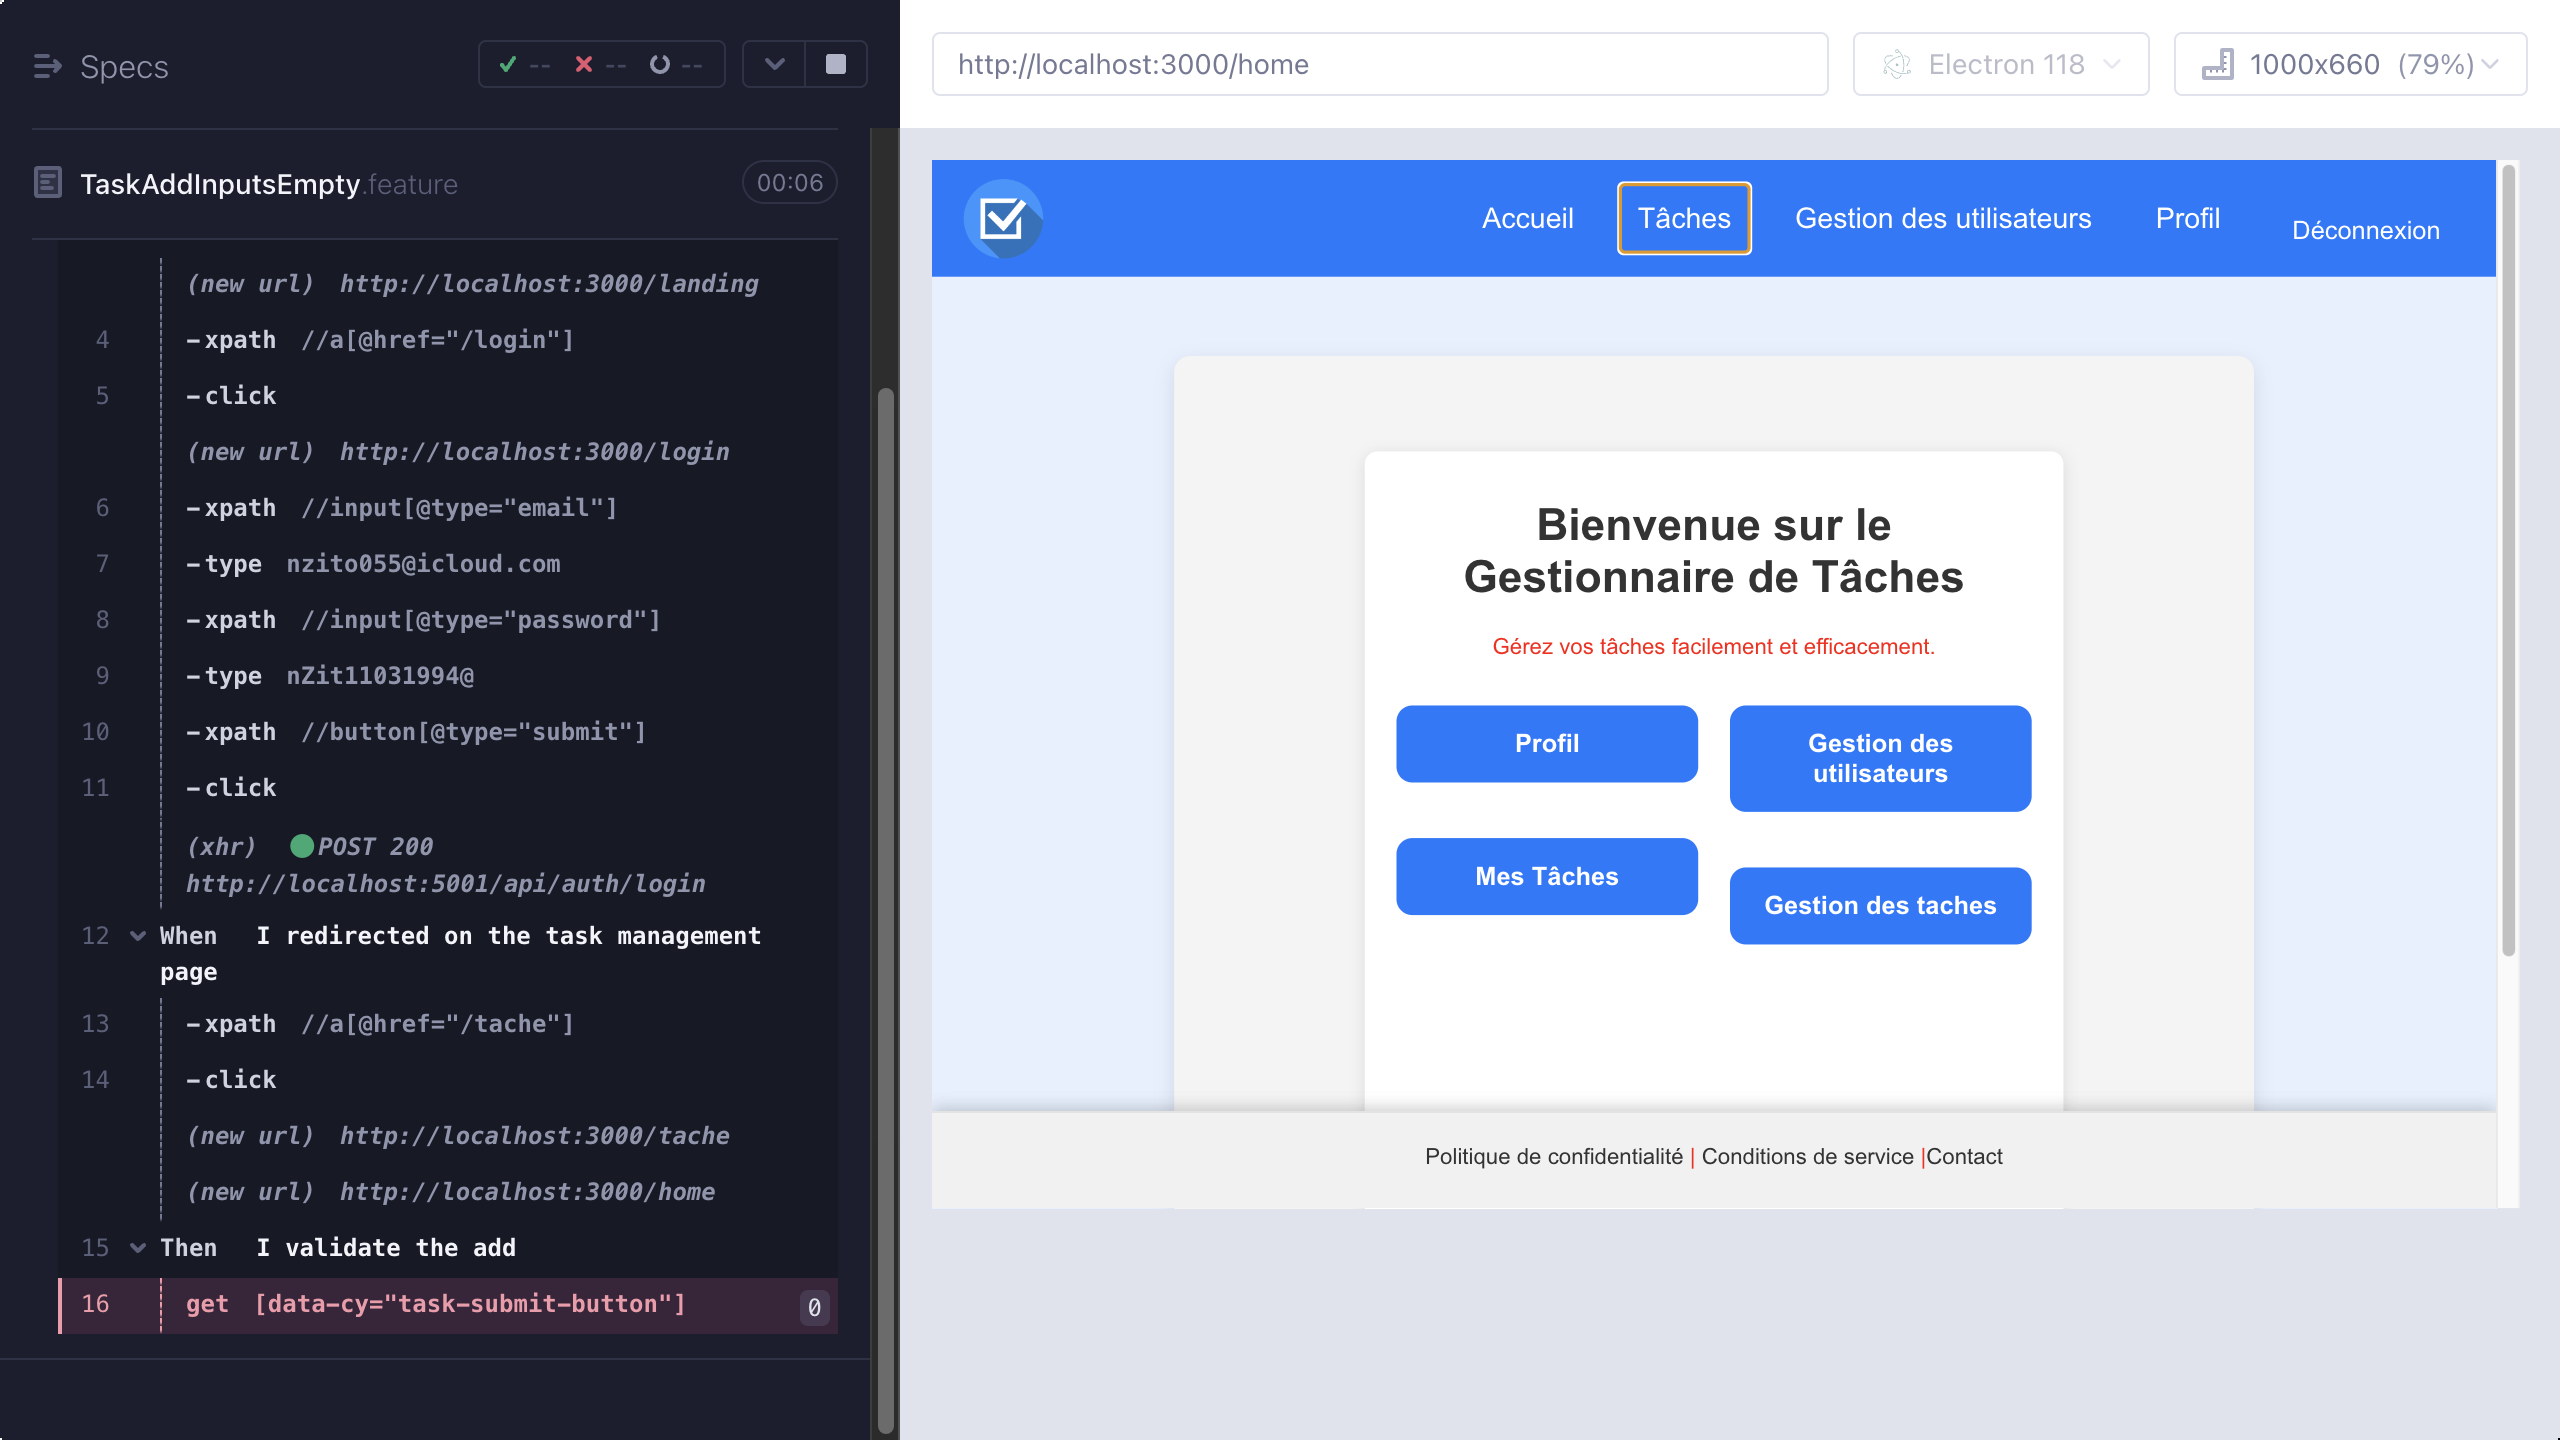 Specs
-- -- --
TaskAddInputsEmpty.feature 00:06
(new url) http://localhost:3000/landing
4 -xpath //a[@href="/login"]
5 -click
(new url) http://localhost:3000/login
6 -xpath //input[@type="email"]
7 -type nzito055@icloud.com
8 -xpath //input[@type="password"]
9 -type nZit11031994@
10 -xpath //button[@type="submit"]
11 -click
(xhr) POST 200
http://localhost:5001/api/auth/login
12 When I redirected on the task management
page
13 -xpath //a[@href="/tache"]
14 -click
(new url) http://localhost:3000/tache
(new url) http://localhost:3000/home
15 Then I validate the add
16 get [data-cy="task-submit-button"] 0
http://localhost:3000/home
Electron 118
1000x660 (79%)
Accueil Tâches Gestion des utilisateurs Profil Déconnexion
Bienvenue sur le
Gestionnaire de Tâches
Gérez vos tâches facilement et efficacement.
Profil
Gestion des
utilisateurs
Mes Tâches
Gestion des taches
Politique de confidentialité | Conditions de service |Contact